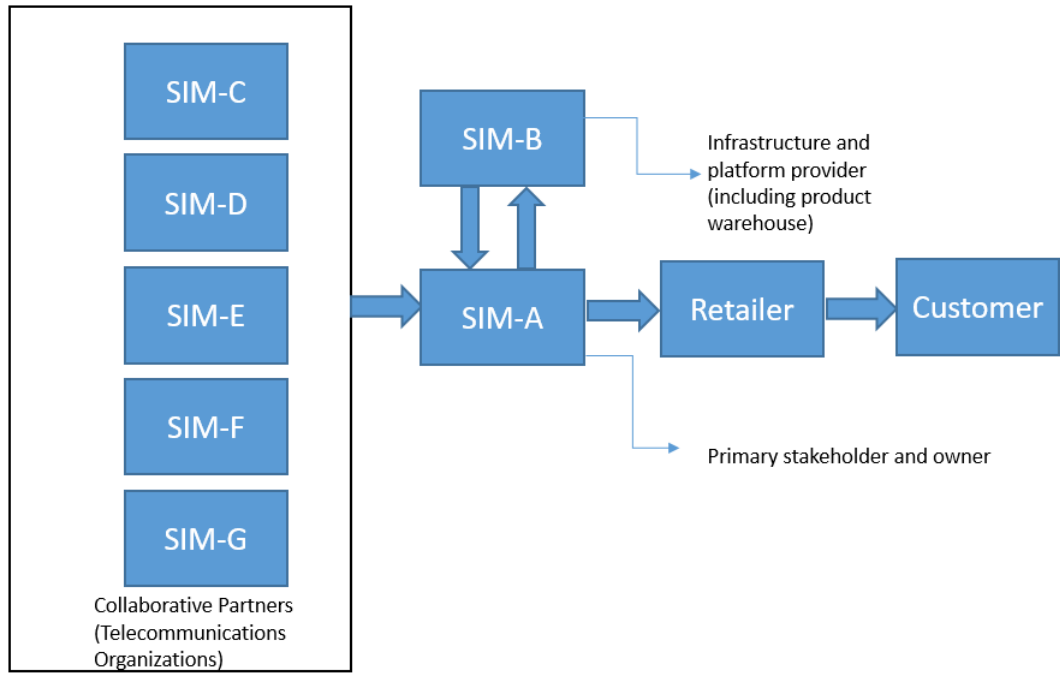 SIM-C
SIM-D
SIM-E
SIM-F
SIM-G
Collaborative Partners
(Telecommunications
Organizations)
SIM-B
Infrastructure and
platform provider
(including product
warehouse)
SIM-A
Retailer
Customer
Primary stakeholder and owner